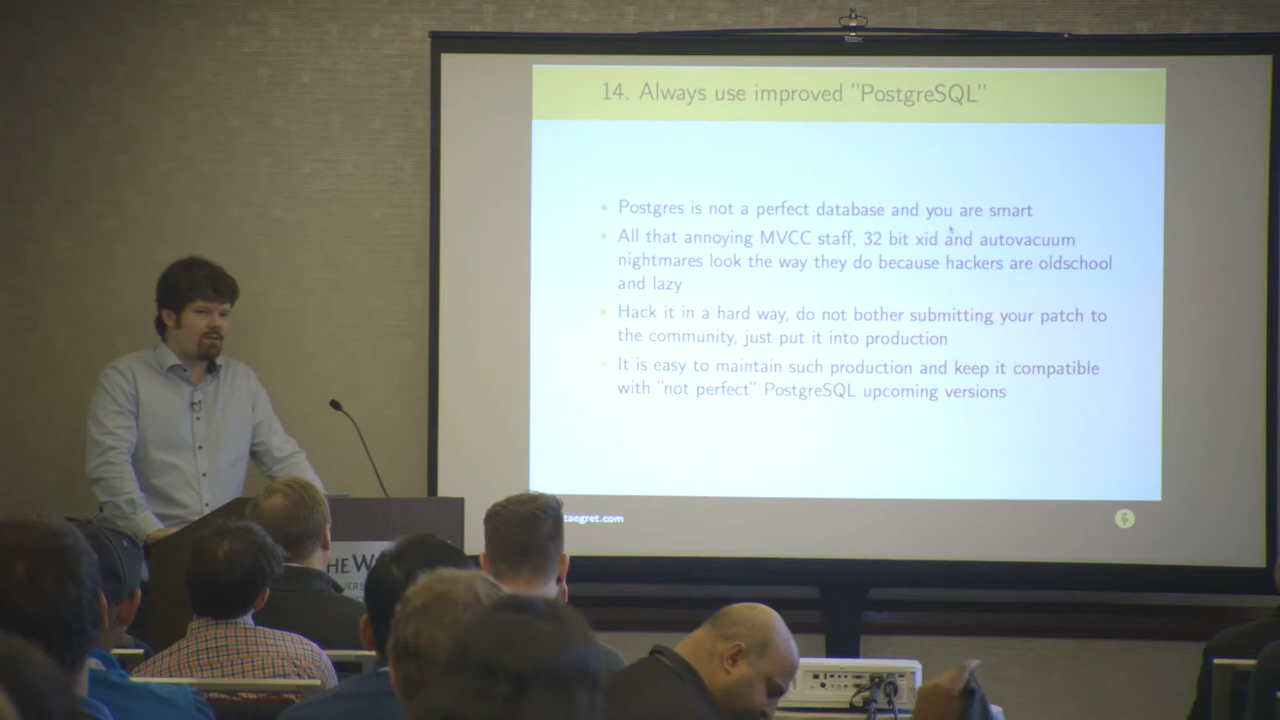 14. Always use improved "PostgreSQL"
Postgres is not a perfect database and you are smart
All that annoying MVCC staff, 32 bit xid and autovacuum
nightmares look the way they do because hackers are oldschool
and lazy
Hack it in a hard way, do not bother submitting your patch to
the community, just put it into production
It is easy to maintain such production and keep it compatible
with "not perfect" PostgreSQL upcoming versions
taegret.com
HE W